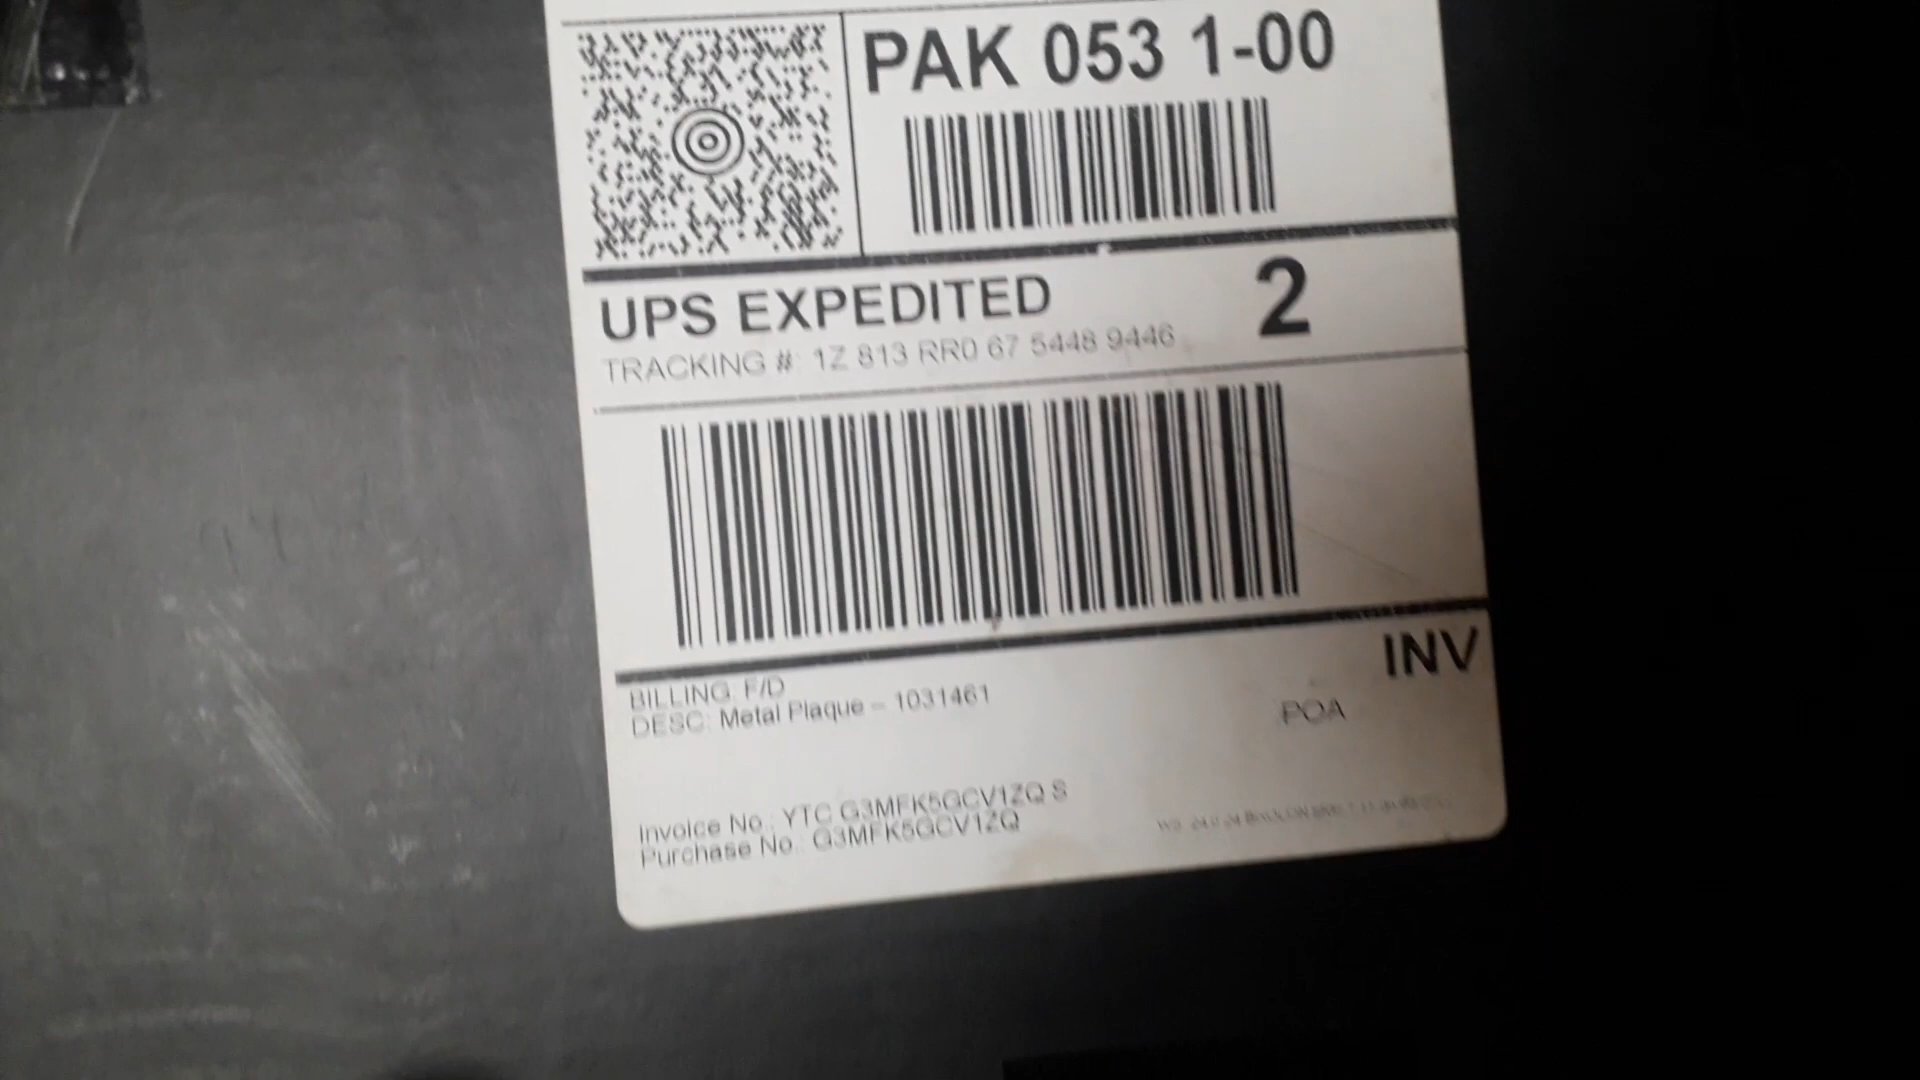 PAK 053 1-00
UPS EXPEDITED
2
TRACKING #: 1Z 813 RR0 67 5448 9446
INV
BILLING: F/D
DESC: Metal Plaque – 1031461
POA
Invoice No.: YTC G3MFK5GCV1ZQ S
Purchase No.: G3MFK5GCV1ZQ